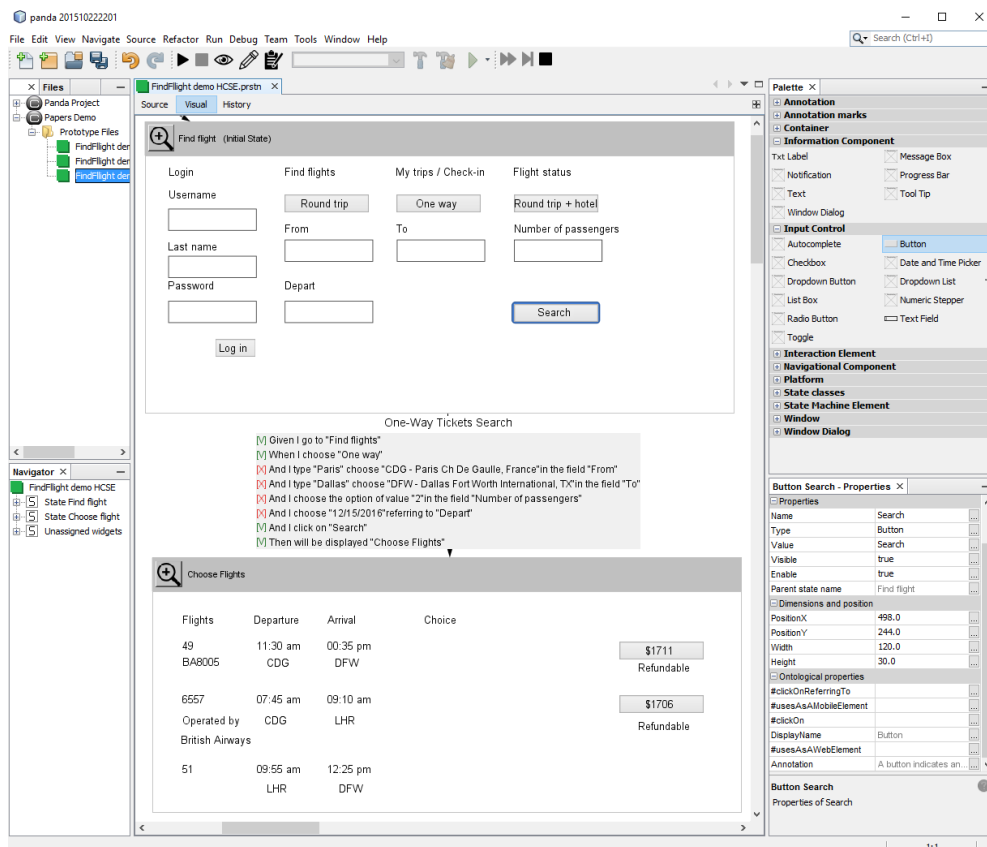 panda 201510222201
File Edit View Navigate Source Refactor Run Debug Team Tools Window Help
Search (Ctrl+I)
Files
Panda Project
Papers Demo
Prototype Files
FindFlight der
FindFlight der
FindFlight der
Navigator
FindFlight demo HCSE
State Find flight
State Choose flight
Unassigned widgets
FindFlight demo HCSE.prstn
Source Visual History
Find flight (Initial State)
Login Find flights My trips / Check-in Flight status
Username
Round trip One way Round trip + hotel
From To Number of passengers
Last name
Password Depart
Search
Log in
One-Way Tickets Search
[V] Given I go to "Find flights"
[V] When I choose "One way"
[X] And I type "Paris" choose "CDG - Paris Ch De Gaulle, France"in the field "From"
[X] And I type "Dallas" choose "DFW - Dallas Fort Worth International, TX"in the field "To"
[X] And I choose the option of value "2"in the field "Number of passengers"
[X] And I choose "12/15/2016"referring to "Depart"
[V] And I click on "Search"
[V] Then will be displayed "Choose Flights"
Choose Flights
Flights Departure Arrival Choice
49 11:30 am 00:35 pm
$1711
BA8005 CDG DFW
Refundable
6557 07:45 am 09:10 am
$1706
Operated by CDG LHR
Refundable
British Airways
51 09:55 am 12:25 pm
LHR DFW
Palette
Annotation
Annotation marks
Container
Information Component
Txt Label Message Box
Notification Progress Bar
Text Tool Tip
Window Dialog
Input Control
Autocomplete Button
Checkbox Date and Time Picker
Dropdown Button Dropdown List
List Box Numeric Stepper
Radio Button Text Field
Toggle
Interaction Element
Navigational Component
Platform
State classes
State Machine Element
Window
Window Dialog
Button Search - Properties
Properties
Name Search
Type Button
Value Search
Visible true
Enable true
Parent state name Find flight
Dimensions and position
PositionX 498.0
PositionY 244.0
Width 120.0
Height 30.0
Ontological properties
#clickOnReferringTo
#usesAsAMobileElement
#clickOn
DisplayName Button
#usesAsAWebElement
Annotation A button indicates an...
Button Search
Properties of Search
1:1